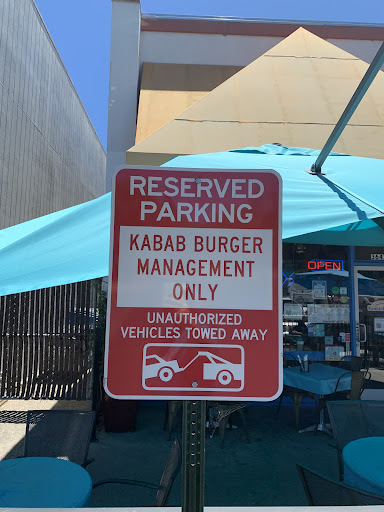 RESERVED
PARKING
KABAB BURGER
MANAGEMENT
ONLY
UNAUTHORIZED
VEHICLES TOWED AWAY
OPEN